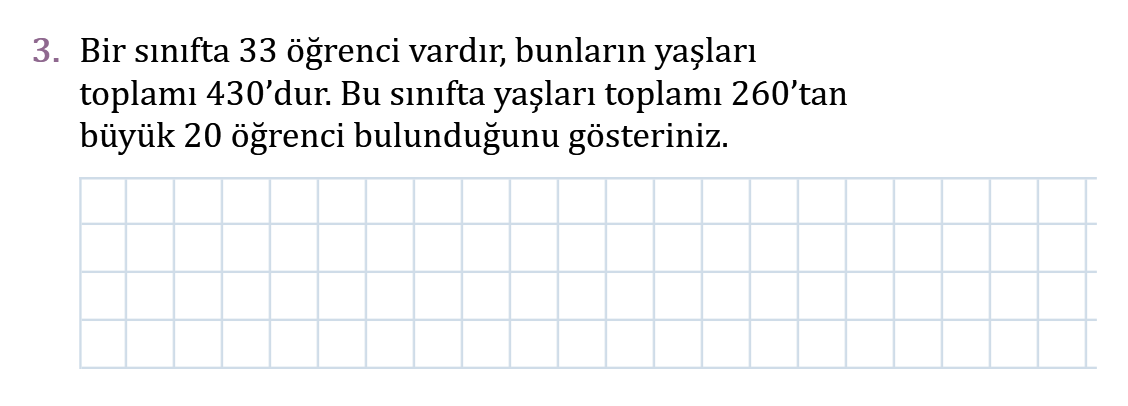 3. Bir sınıfta 33 öğrenci vardır, bunların yaşları
toplamı 430’dur. Bu sınıfta yaşları toplamı 260’tan
büyük 20 öğrenci bulunduğunu gösteriniz.